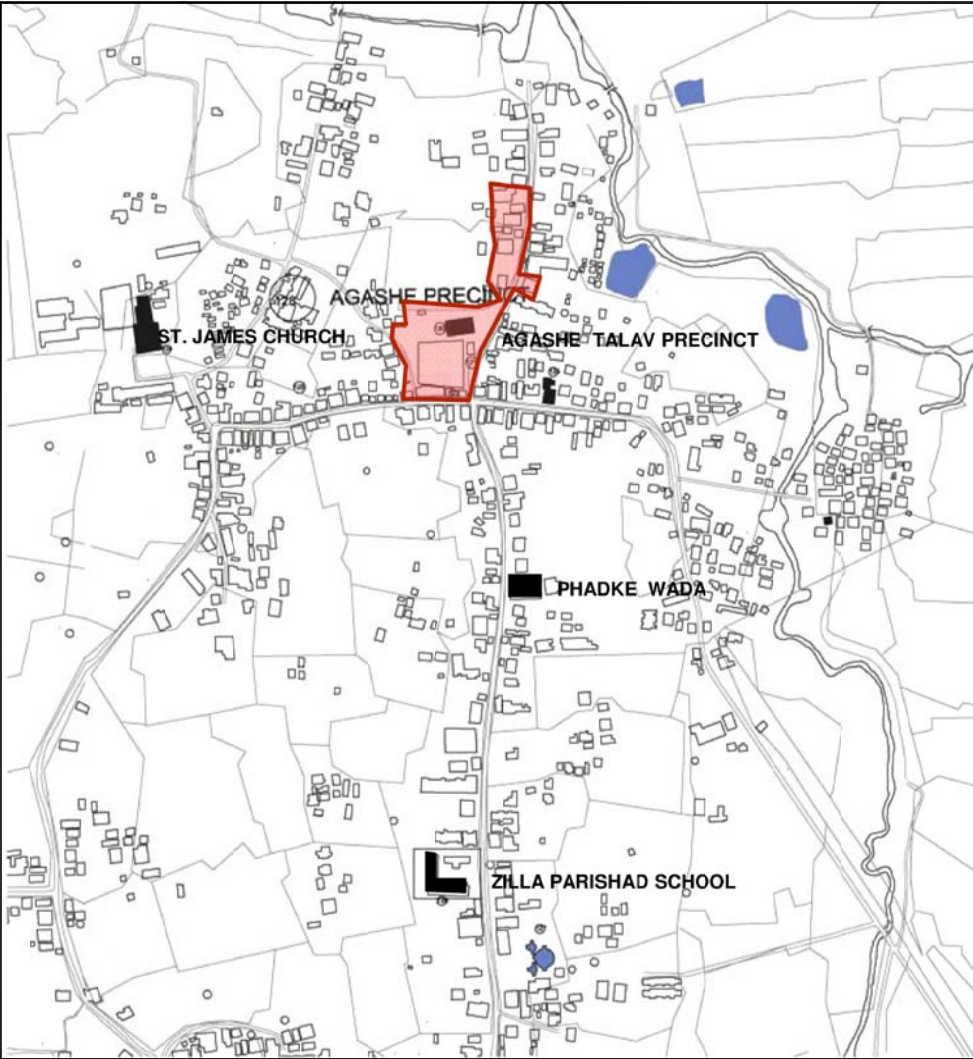 AGASHE PRECINCT
ST. JAMES CHURCH
AGASHE TALAV PRECINCT
PHADKE WADA
ZILLA PARISHAD SCHOOL